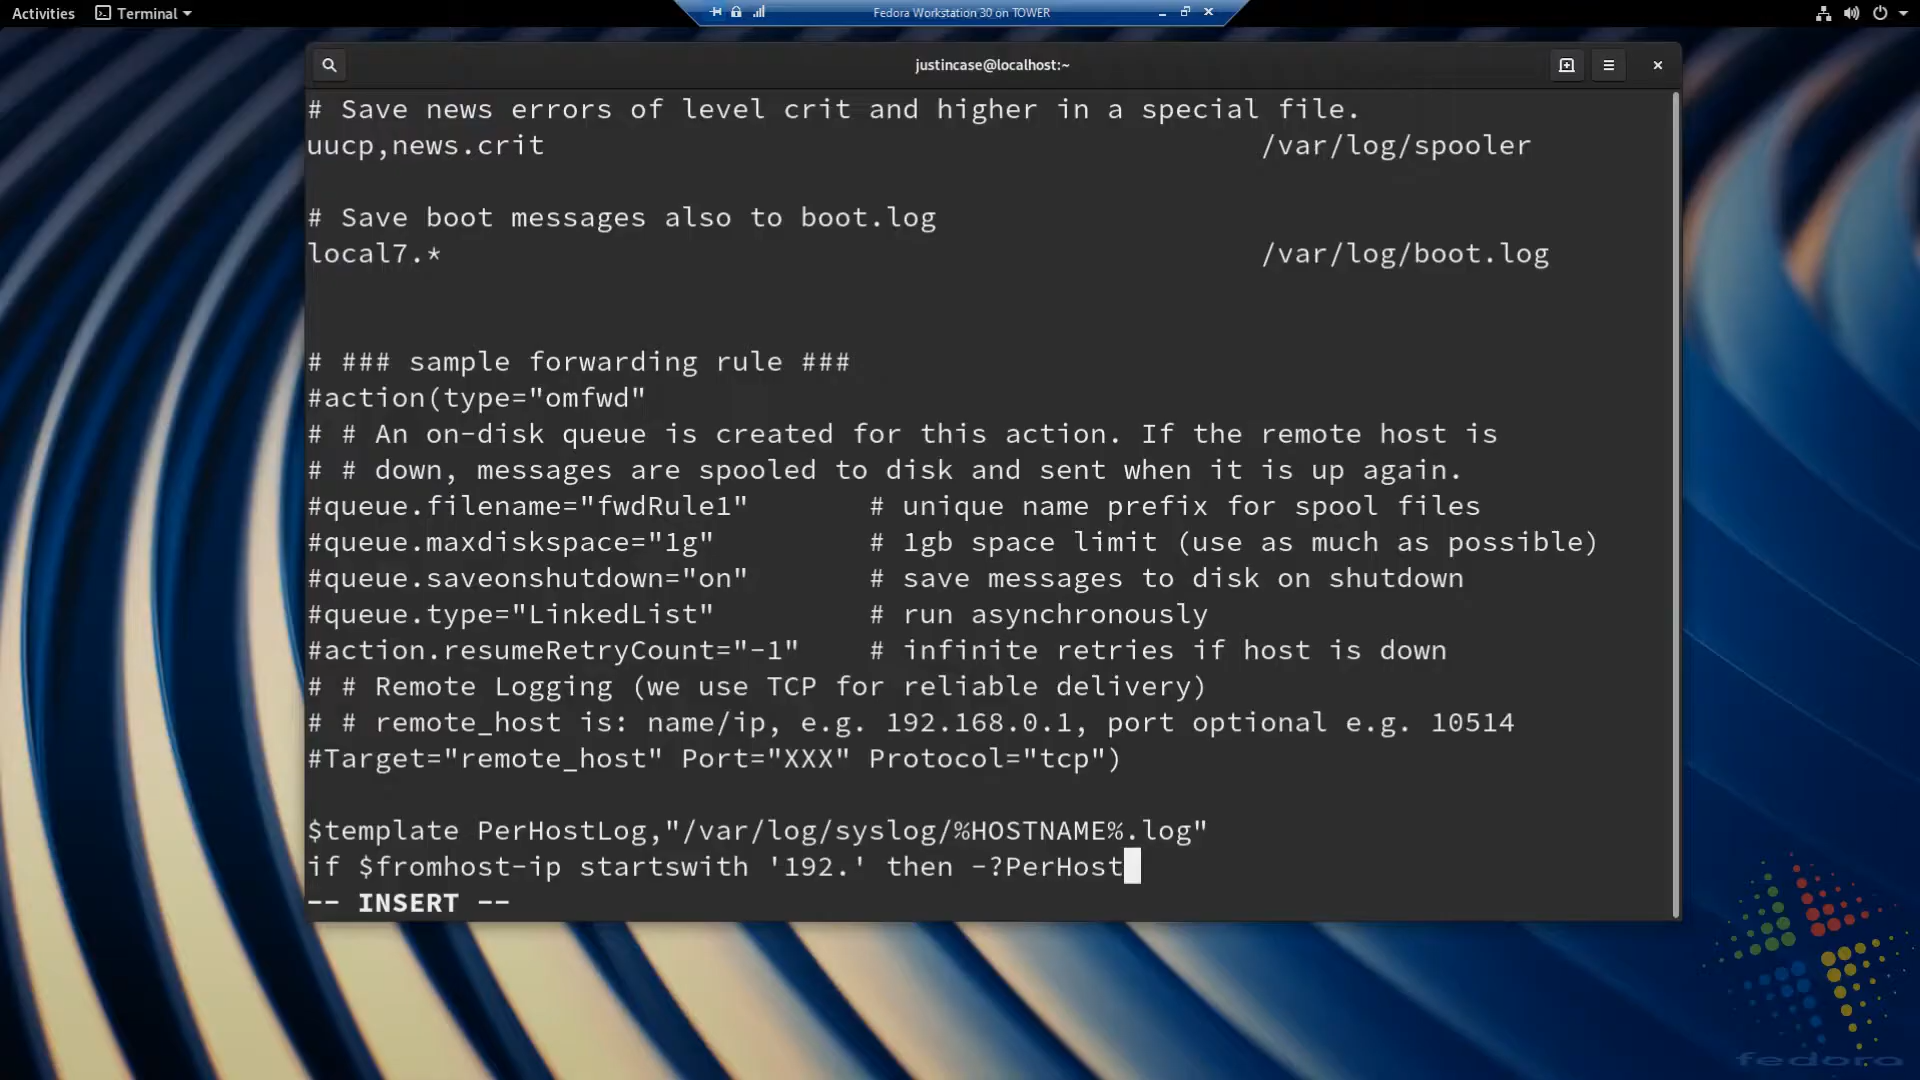 Activities Terminal Fedora Workstation 30 on TOWER
justincase@localhost:~
# Save news errors of level crit and higher in a special file.
uucp,news.crit /var/log/spooler
# Save boot messages also to boot.log
local7.* /var/log/boot.log
# ### sample forwarding rule ###
#action(type="omfwd"
# # An on-disk queue is created for this action. If the remote host is
# # down, messages are spooled to disk and sent when it is up again.
#queue.filename="fwdRule1" # unique name prefix for spool files
#queue.maxdiskspace="1g" # 1gb space limit (use as much as possible)
#queue.saveonshutdown="on" # save messages to disk on shutdown
#queue.type="LinkedList" # run asynchronously
#action.resumeRetryCount="-1" # infinite retries if host is down
# # Remote Logging (we use TCP for reliable delivery)
# # remote_host is: name/ip, e.g. 192.168.0.1, port optional e.g. 10514
#Target="remote_host" Port="XXX" Protocol="tcp")
$template PerHostLog,"/var/log/syslog/%HOSTNAME%.log"
if $fromhost-ip startswith '192.' then -?PerHost
-- INSERT --
fedora